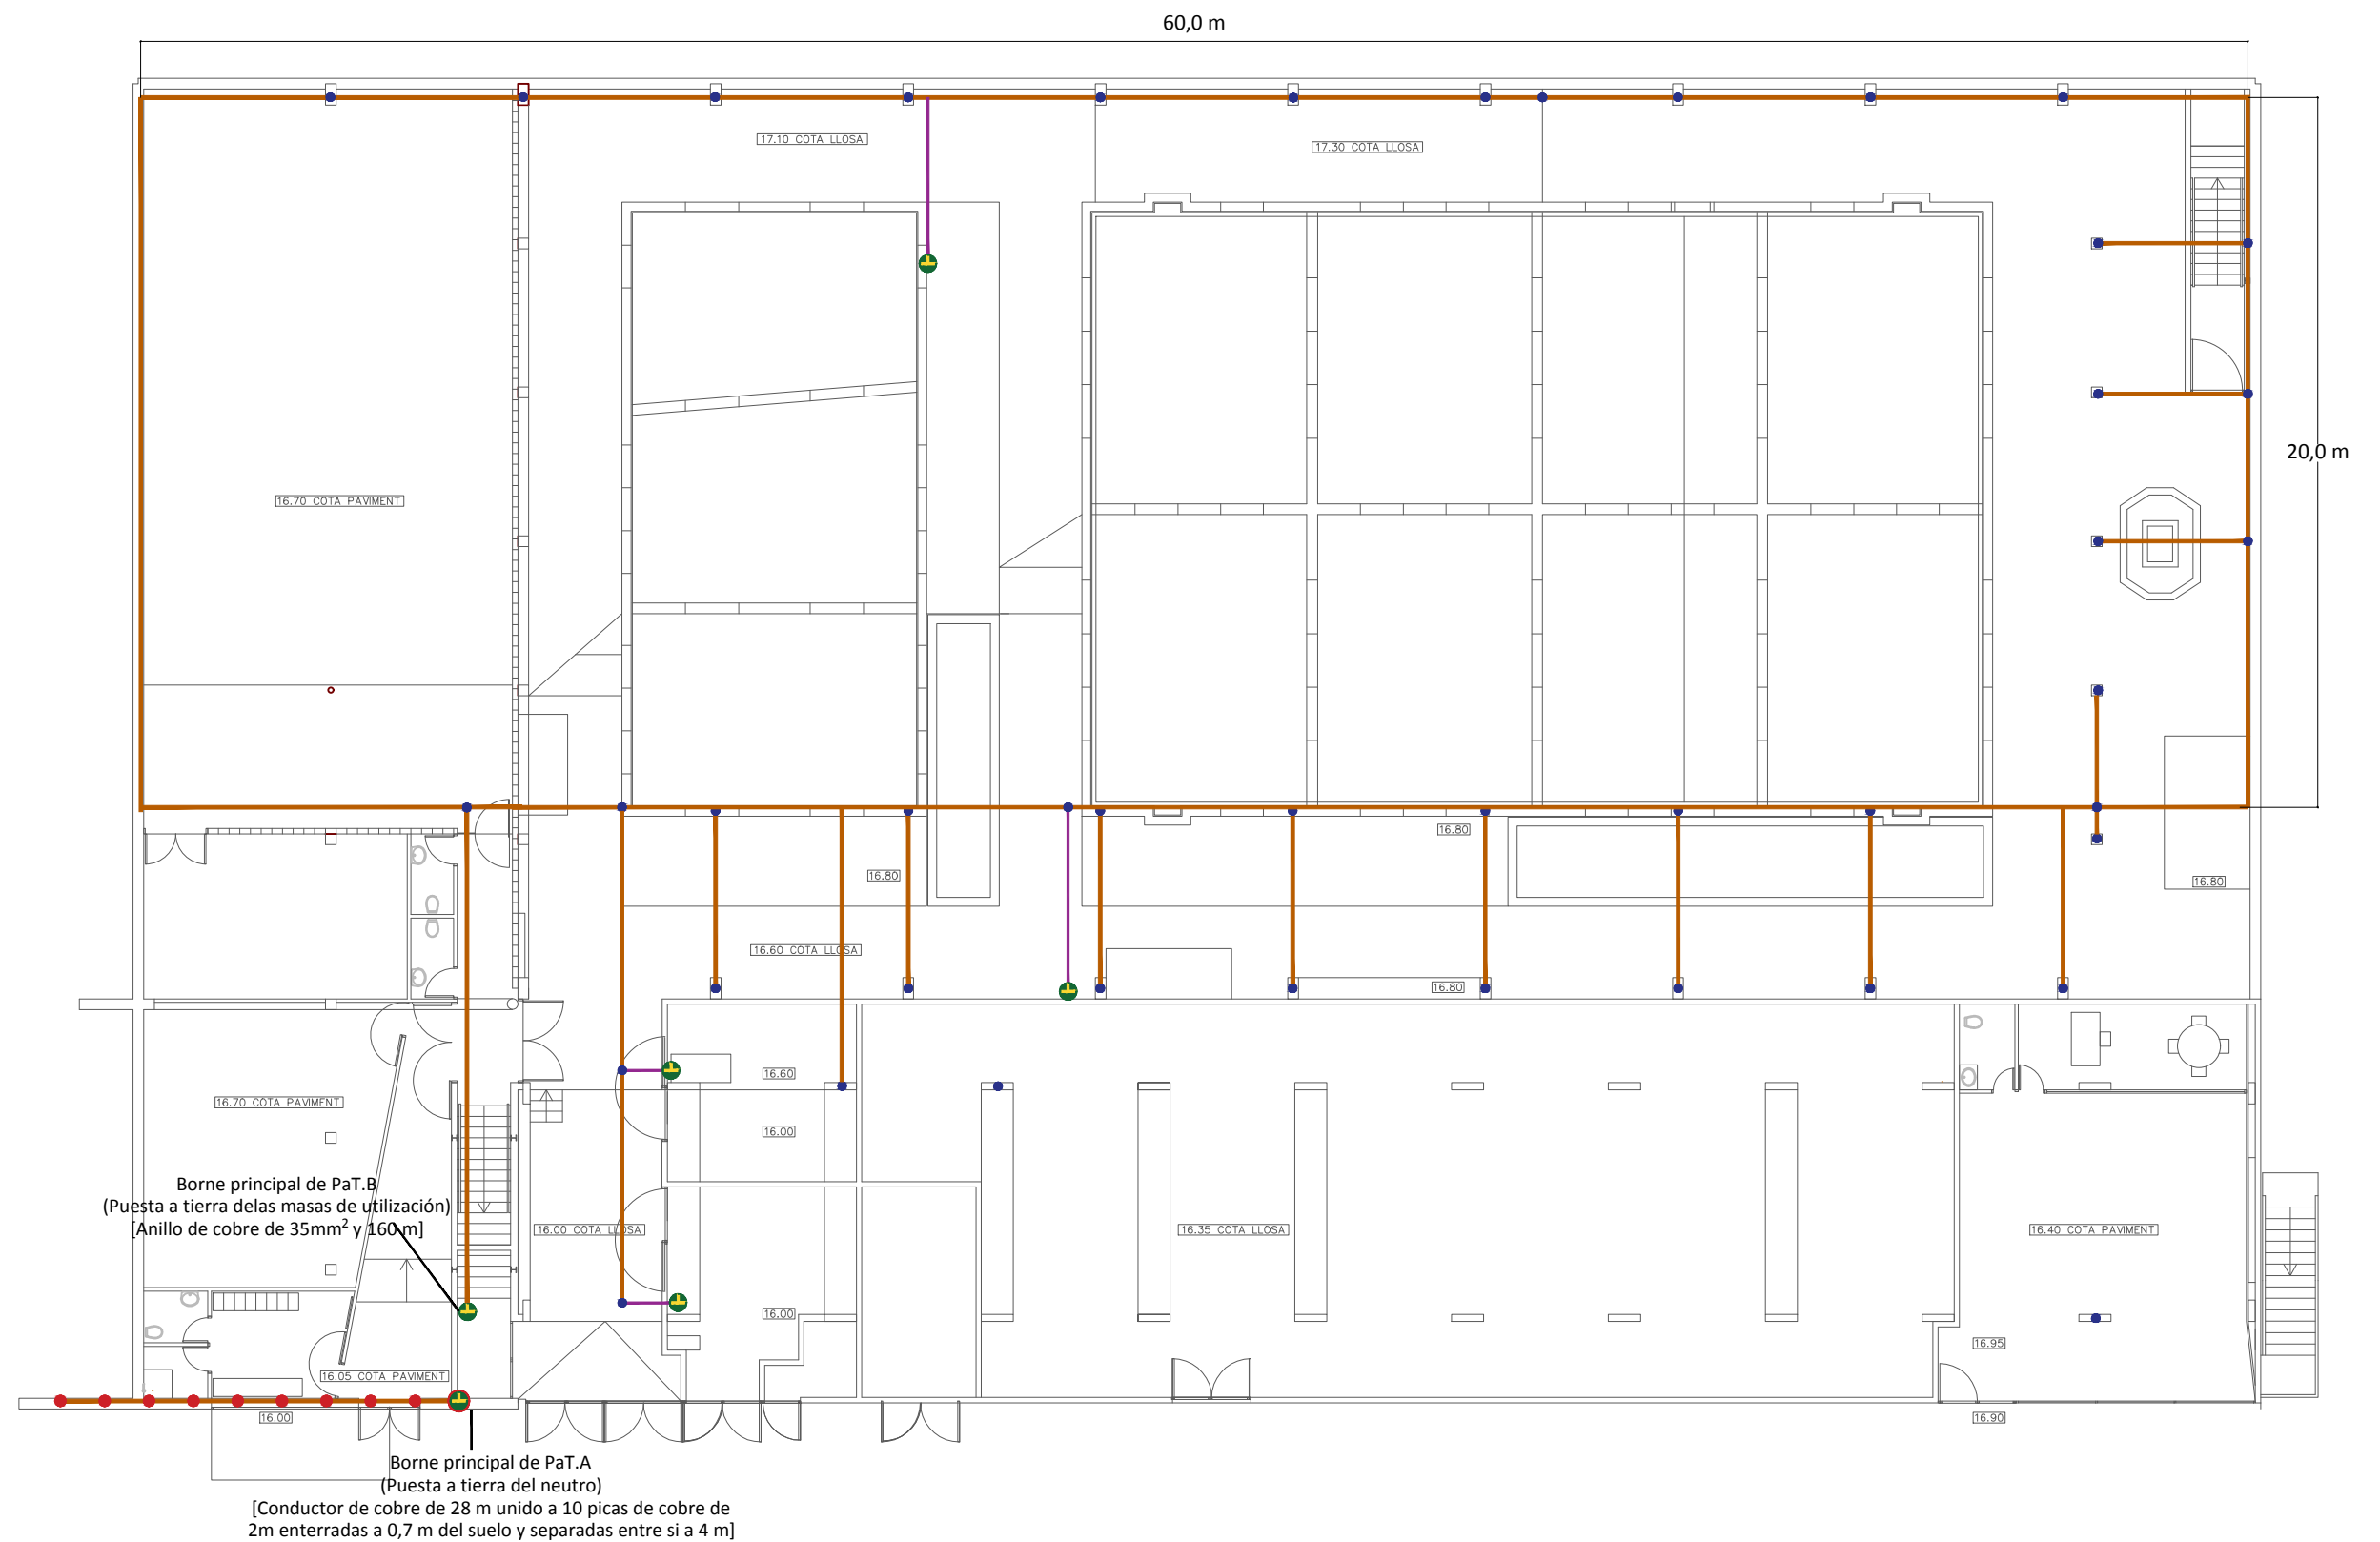 60,0 m
17.10 COTA LLOSA
17.30 COTA LLOSA
20,0 m
16.70 COTA PAVIMENT
16.80
16.80
16.80
16.60 COTA LLOSA
16.80
16.60
16.70 COTA PAVIMENT
16.00
Borne principal de PaT.B
(Puesta a tierra delas masas de utilización)
[Anillo de cobre de 35mm² y 160 m]
16.00 COTA LLOSA
16.35 COTA LLOSA
16.40 COTA PAVIMENT
16.00
16.95
16.05 COTA PAVIMENT
16.00
16.90
Borne principal de PaT.A
(Puesta a tierra del neutro)
[Conductor de cobre de 28 m unido a 10 picas de cobre de
2m enterradas a 0,7 m del suelo y separadas entre si a 4 m]